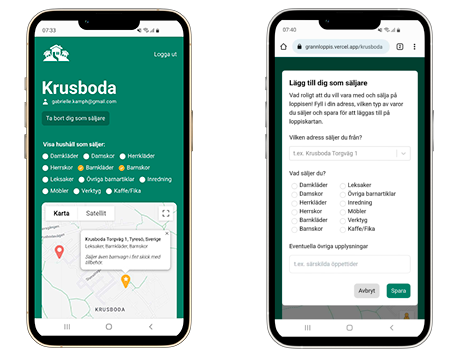 07:33
Logga ut
Krusboda
gabrielle.kamph@gmail.com
Ta bort dig som säljare
Visa hushåll som säljer:
Damkläder Damskor Herrkläder
Herrskor Barnkläder Barnskor
Leksaker Övriga barnartiklar Inredning
Möbler Verktyg Kaffe/Fika
Karta Satellit
Krusboda Torgväg 1, Tyresö, Sverige
Leksaker, Barnkläder, Barnskor
Säljer även barnvagn i fint skick med
tillbehör.
KRUSBODA
07:40
grannloppis.vercel.app/krusboda
2
Lägg till dig som säljare
Vad roligt att du vill vara med och sälja på
loppisen! Fyll i din adress, vilken typ av varor
du säljer och spara för att läggas till på
loppiskartan.
Vilken adress säljer du från?
t.ex. Krusboda Torgväg 1
Vad säljer du?
Damkläder Leksaker
Damskor Övriga barnartiklar
Herrkläder Inredning
Herrskor Möbler
Barnkläder Verktyg
Barnskor Kaffe/Fika
Eventuella övriga upplysningar
t.ex. särskilda öppettider
Avbryt Spara